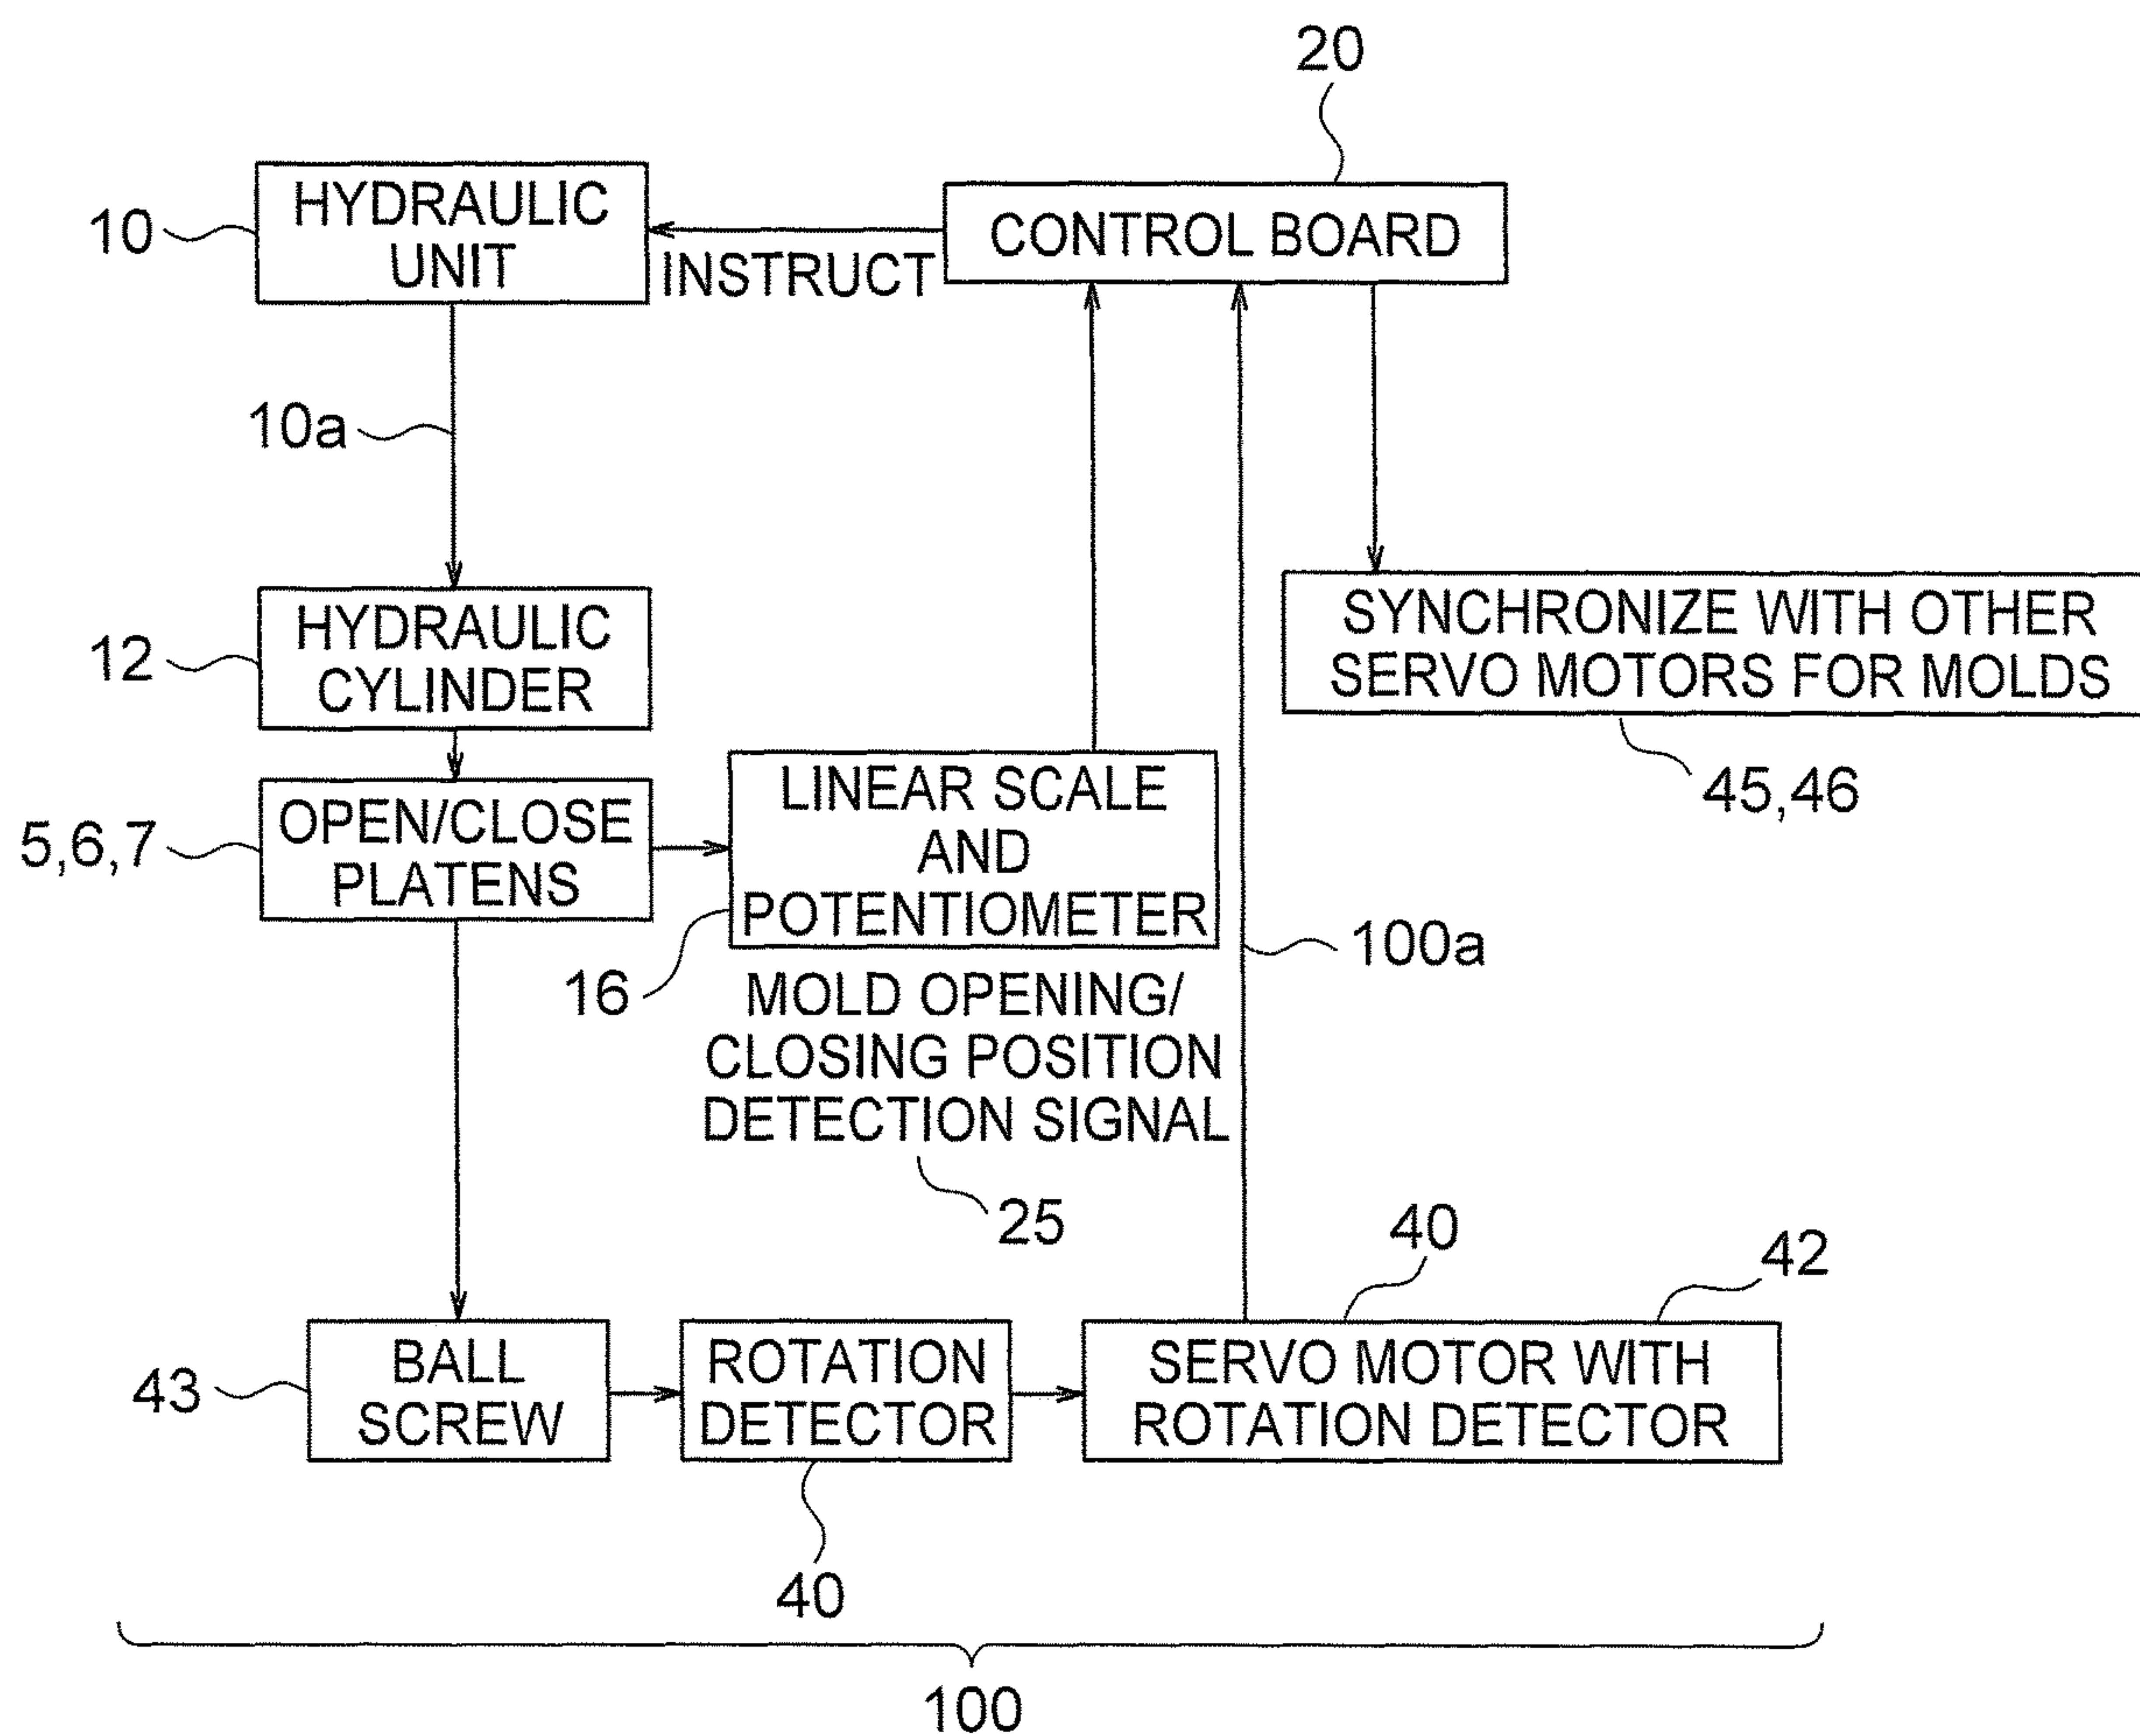 20
10
HYDRAULIC
UNIT
INSTRUCT
CONTROL BOARD
10a
12
HYDRAULIC
CYLINDER
SYNCHRONIZE WITH OTHER
SERVO MOTORS FOR MOLDS
45,46
5,6,7
OPEN/CLOSE
PLATENS
LINEAR SCALE
AND
POTENTIOMETER
16
100a
MOLD OPENING/
CLOSING POSITION
DETECTION SIGNAL
25
40
42
43
BALL
SCREW
ROTATION
DETECTOR
SERVO MOTOR WITH
ROTATION DETECTOR
40
100